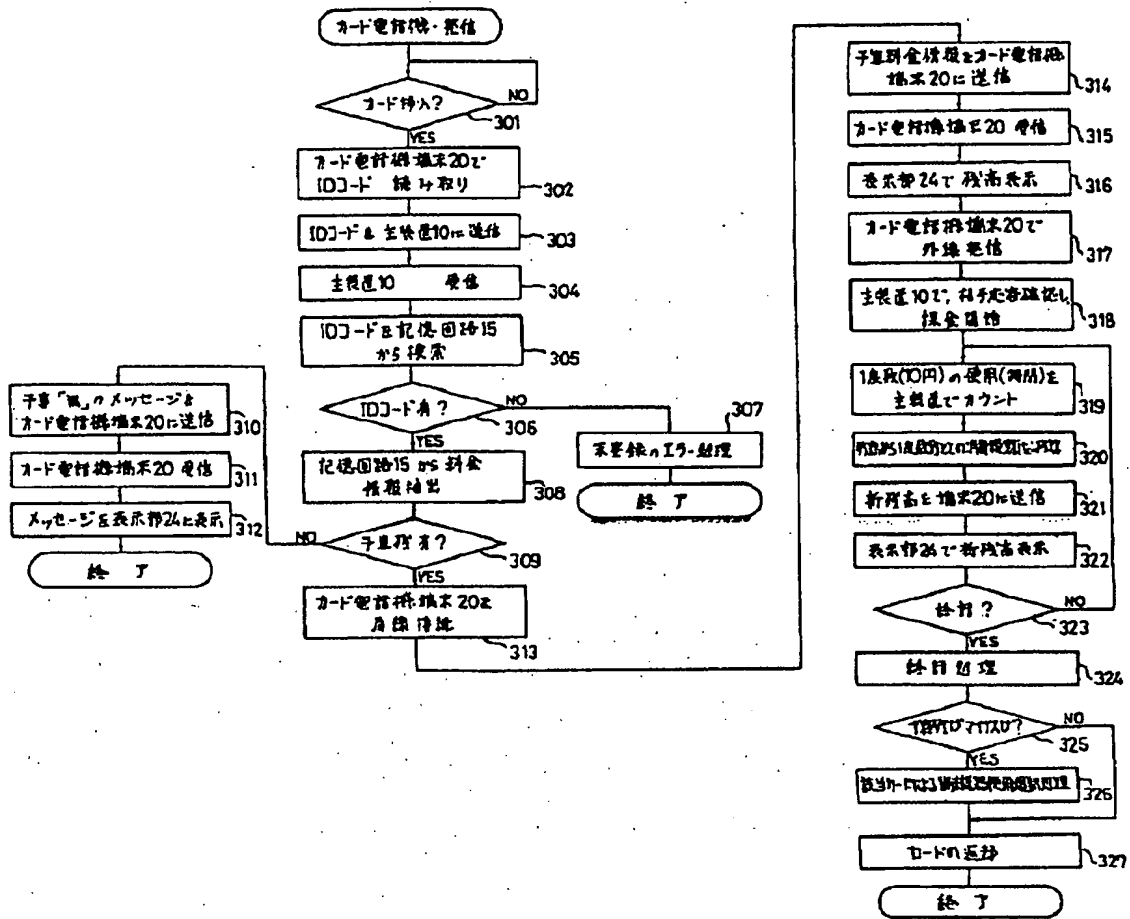 カード電話機・発信
カード挿入?
NO
301
YES
カード電話機端末20で
IDコード 読み取り
302
IDコードを主装置10に送信
303
主装置10 受信
304
IDコードを記憶回路15
から検索
305
IDコード有?
NO
306
YES
307
未登録のエラー処理
終了
記憶回路15から料金
情報抽出
308
予算残有?
NO
309
YES
予算「無」のメッセージを
カード電話機端末20に送信
310
カード電話機端末20 受信
311
メッセージを表示部24に表示
312
終了
カード電話機端末20を
313
予算料金情報をカード電話機
端末20に送信
314
カード電話機端末20 受信
315
表示部24で残高表示
316
カード電話機端末20で
外線発信
317
主装置10で、相手応答確認し
課金開始
318
1度数(10円)の使用(時間)を
主装置でカウント
319
320
新残高を端末20に送信
321
表示部24で新残高表示
322
終話?
NO
323
YES
終話処理
324
マイナスか?
NO
325
YES
該当カードによる
326
カードの返却
327
終了